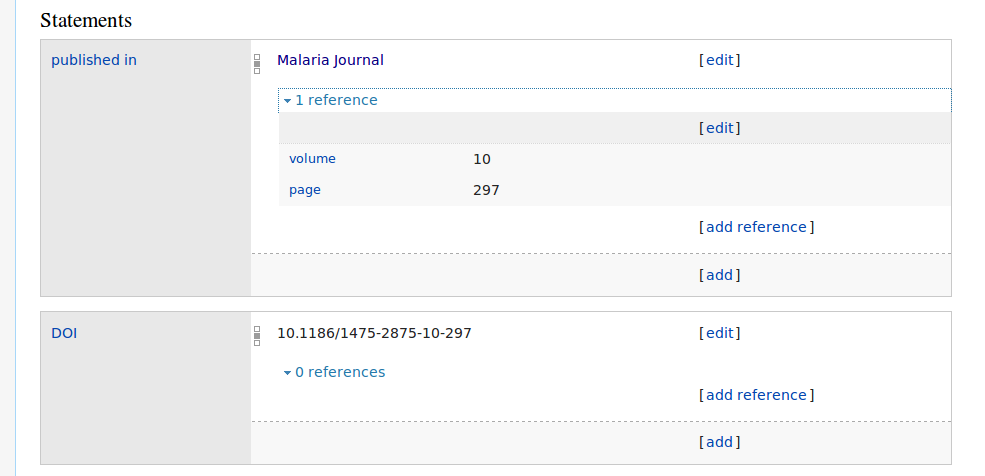 Statements
published in Malaria Journal [edit]
1 reference
[edit]
volume 10
page 297
[add reference]
[add]
DOI 10.1186/1475-2875-10-297 [edit]
0 references
[add reference]
[add]